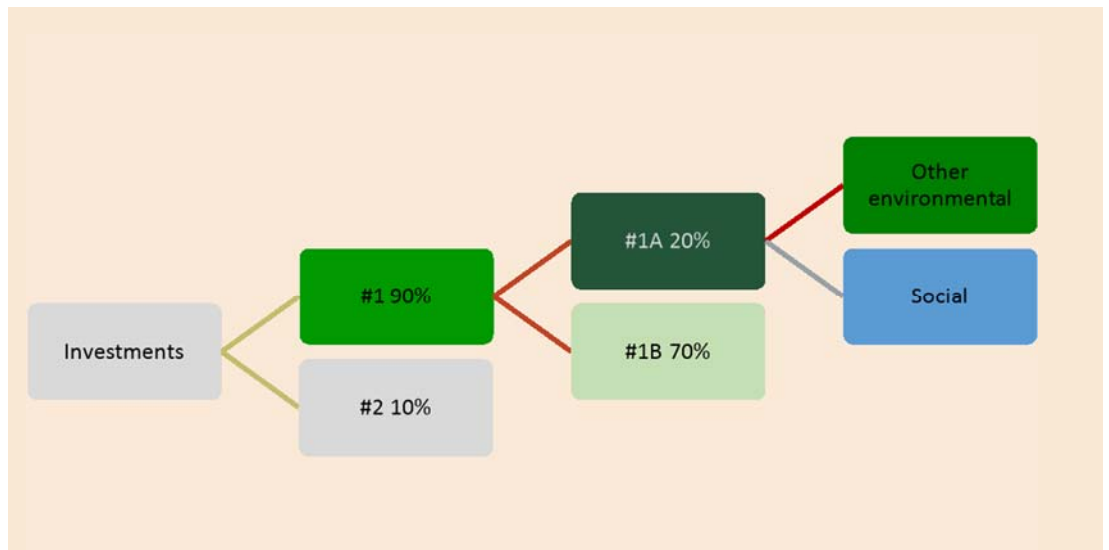 Investments
#1 90%
#2 10%
#1A 20%
#1B 70%
Other
environmental
Social